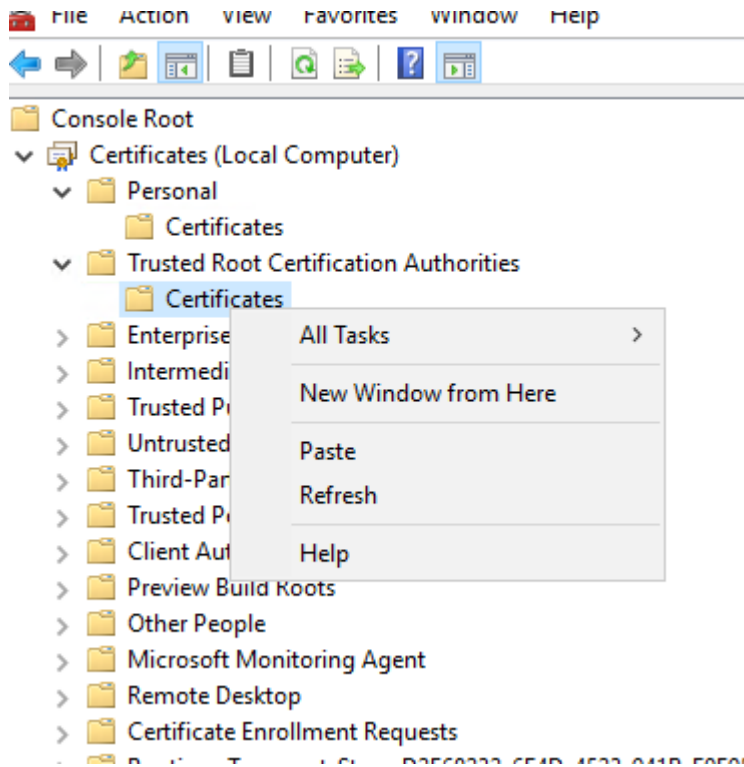 File Action View Favorites Window Help
Console Root
Certificates (Local Computer)
Personal
Certificates
Trusted Root Certification Authorities
Certificates
Enterprise
All Tasks
Intermedi
New Window from Here
Trusted P
Untrusted
Paste
Third-Par
Refresh
Trusted P
Client Aut
Help
Preview Build Roots
Other People
Microsoft Monitoring Agent
Remote Desktop
Certificate Enrollment Requests